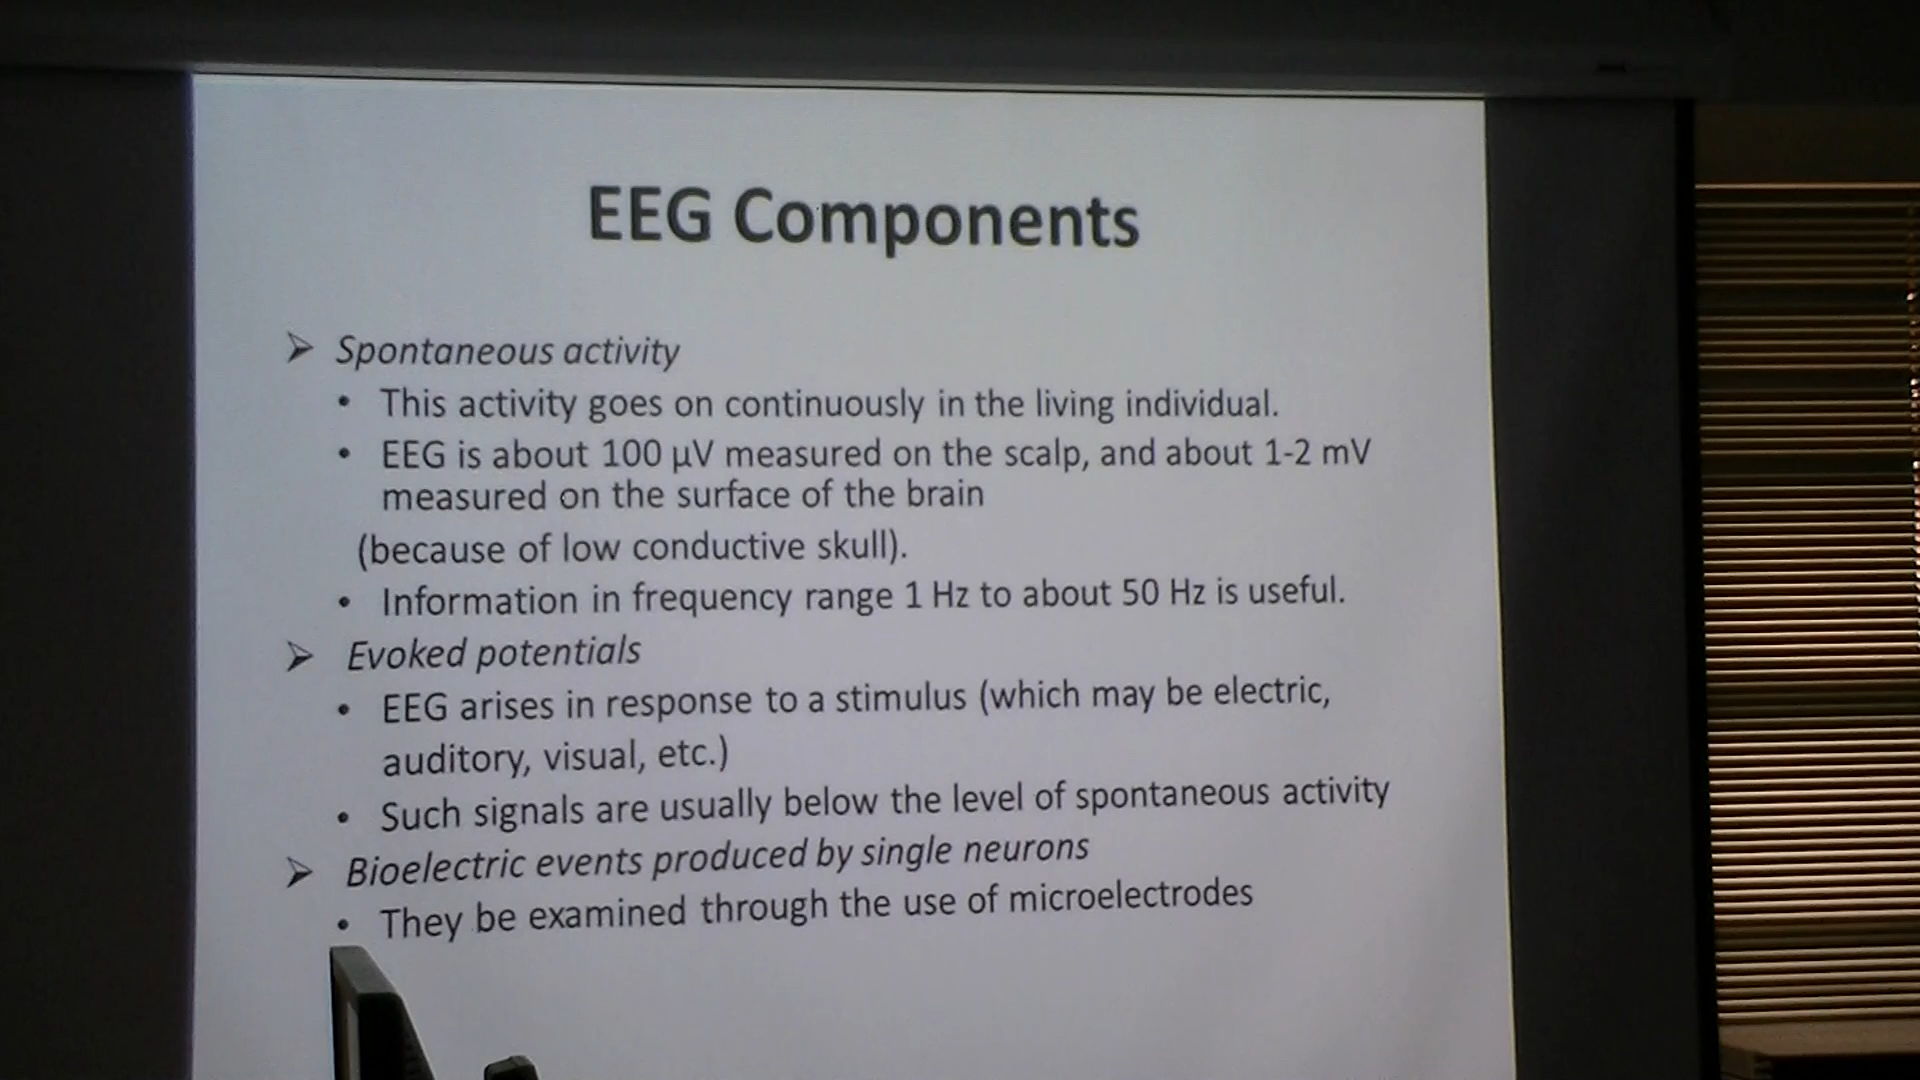 EEG Components
➢ Spontaneous activity
• This activity goes on continuously in the living individual.
• EEG is about 100 µV measured on the scalp, and about 1-2 mV
measured on the surface of the brain
(because of low conductive skull).
• Information in frequency range 1 Hz to about 50 Hz is useful.
➢ Evoked potentials
• EEG arises in response to a stimulus (which may be electric,
auditory, visual, etc.)
• Such signals are usually below the level of spontaneous activity
➢ Bioelectric events produced by single neurons
• They be examined through the use of microelectrodes